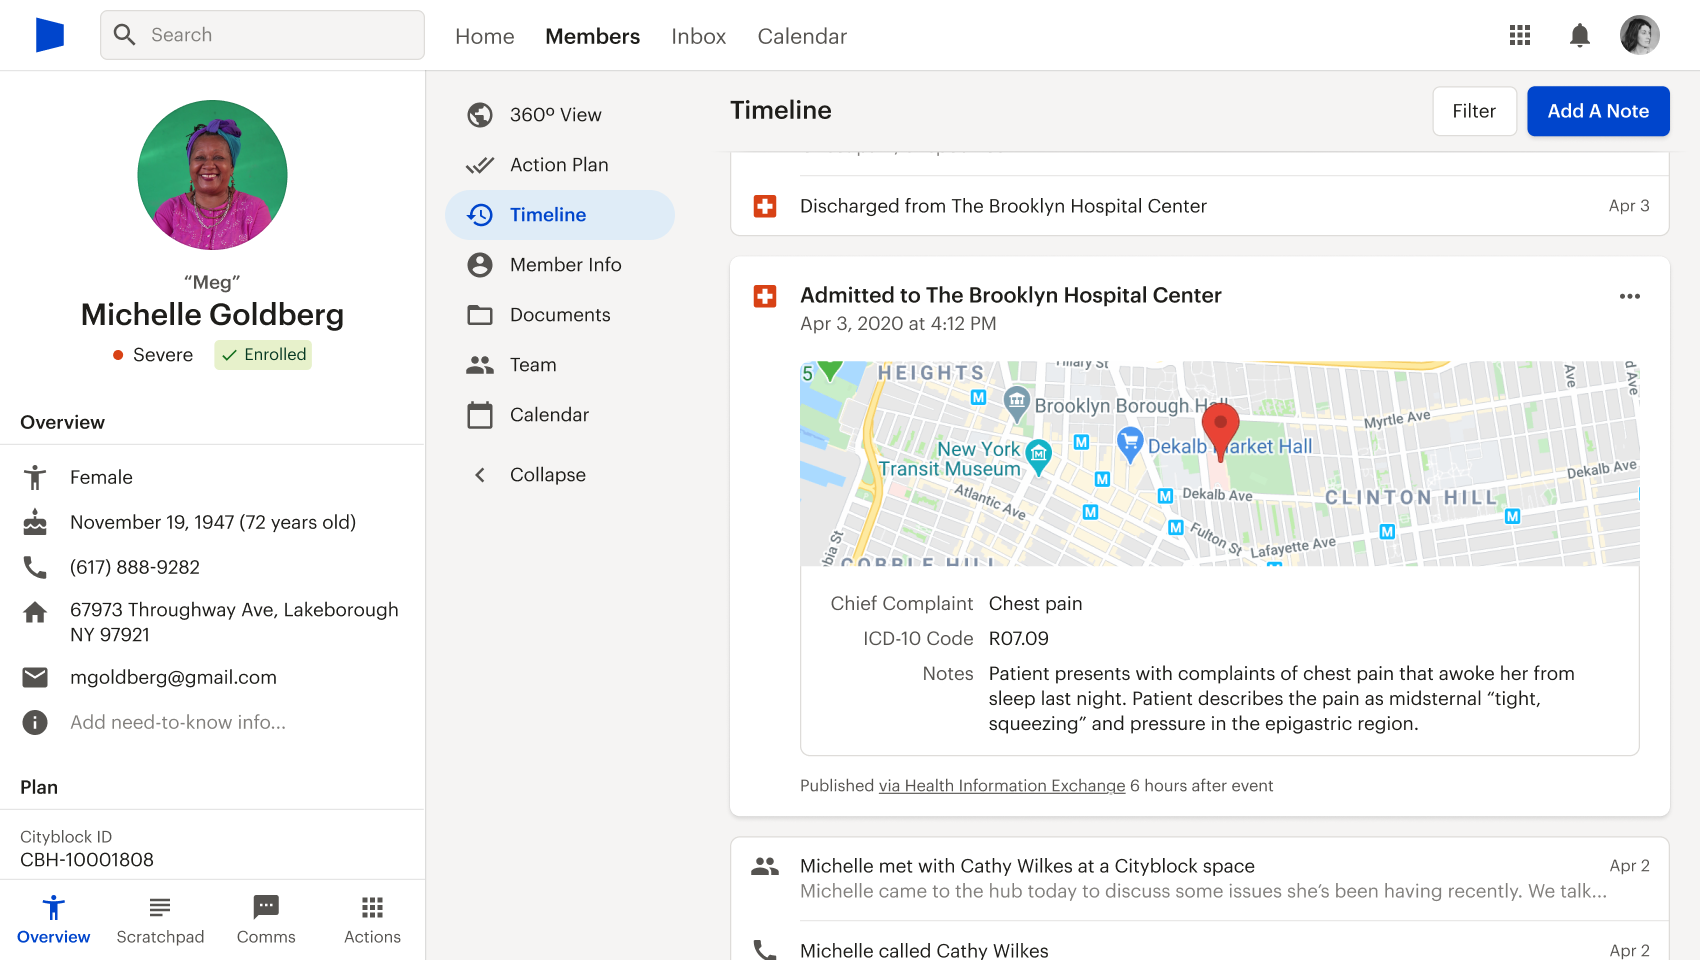 Search
Home
Members
Inbox
Calendar
“Meg”
Michelle Goldberg
Severe
Enrolled
Overview
Female
November 19, 1947 (72 years old)
(617) 888-9282
67973 Throughway Ave, Lakeborough
NY 97921
mgoldberg@gmail.com
Add need-to-know info...
Plan
Cityblock ID
CBH-10001808
Overview
Scratchpad
Comms
Actions
360º View
Action Plan
Timeline
Member Info
Documents
Team
Calendar
Collapse
Timeline
Filter
Add A Note
Discharged from The Brooklyn Hospital Center
Apr 3
Admitted to The Brooklyn Hospital Center
Apr 3, 2020 at 4:12 PM
5
HEIGHTS
Tillary St
Ave
d Ave
M
Brooklyn Borough Hall
Myrtle Ave
New York
Transit Museum
M
Dekalb Market Hall
M
Dekalb Ave
Atlantic Ave
M
Dekalb Ave
CLINTON HILL
M
M
M
Fulton St
M
Lafayette Ave
bia St
COBBLE HILL
M
Chief Complaint Chest pain
ICD-10 Code R07.09
Notes Patient presents with complaints of chest pain that awoke her from
sleep last night. Patient describes the pain as midsternal “tight,
squeezing” and pressure in the epigastric region.
Published via Health Information Exchange 6 hours after event
Michelle met with Cathy Wilkes at a Cityblock space
Apr 2
Michelle came to the hub today to discuss some issues she’s been having recently. We talk...
Michelle called Cathy Wilkes
Apr 2